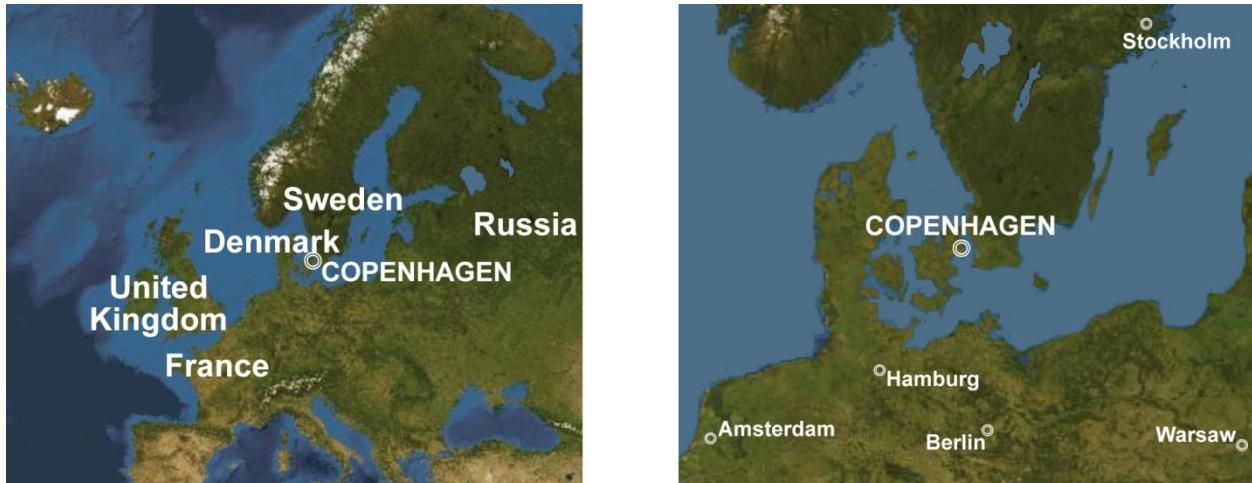 Sweden
Russia
Denmark
COPENHAGEN
United
Kingdom
France
Stockholm
COPENHAGEN
Hamburg
Amsterdam
Berlin
Warsaw